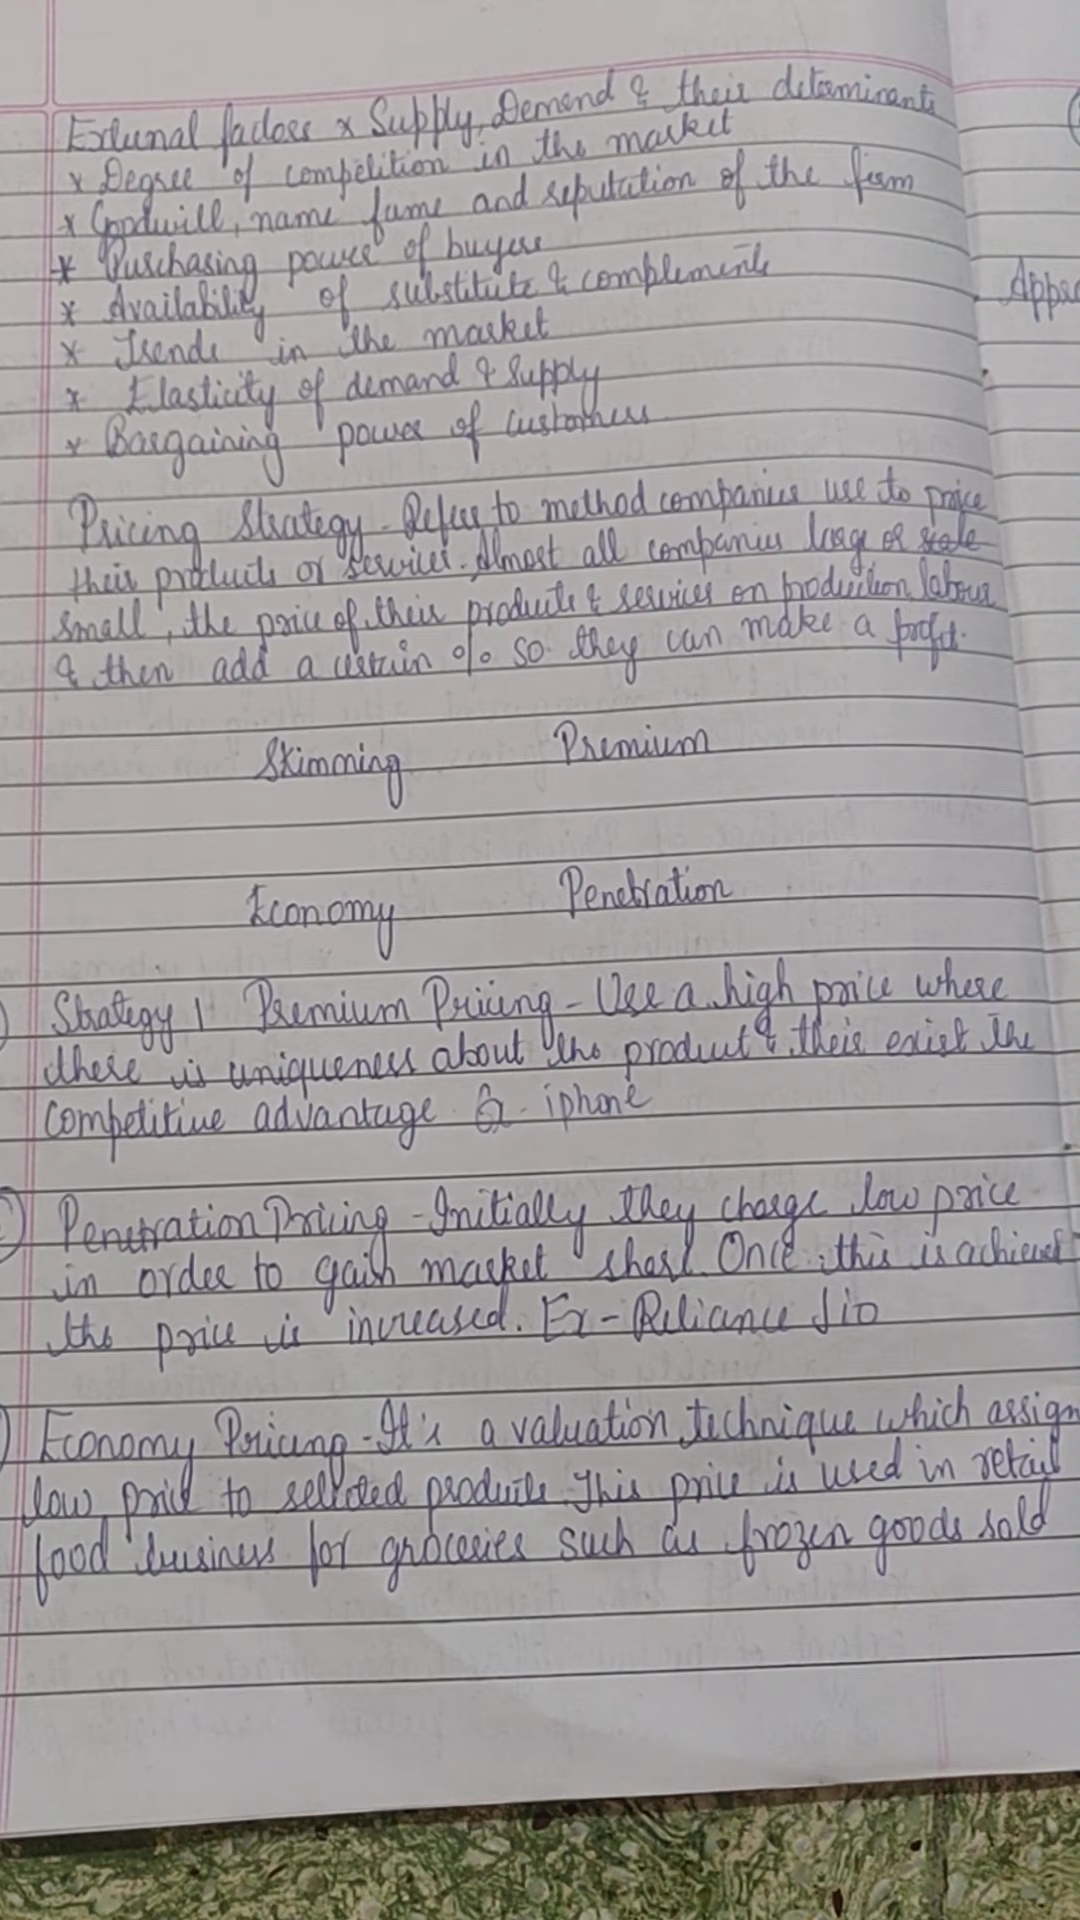 External factors x Supply, Demand & their determinants
x Degree of competition in the market
x Goodwill, name fame and reputation of the firm
x Purchasing power of buyers
x Availability of substitute & complements
x Trends in the market
x Elasticity of demand & supply
x Bargaining power of customers
Pricing Strategy - Refers to method companies use to price
their products or services. Almost all companies large or
small, the price of their products & services on production labour
& then add a certain % so they can make a profit.
Skimming Premium
Economy Penetration
Strategy 1 Premium Pricing - Use a high price where
there is uniqueness about the product & their exist the
competitive advantage Ex - iphone
Penetration Pricing - Initially they charge low price
in order to gain market share. Once this is achieved
the price is increased. Ex - Reliance Jio
Economy Pricing - It's a valuation technique which assign
low price to selected products. This price is used in retail
food business for groceries such as frozen goods sold
Appro